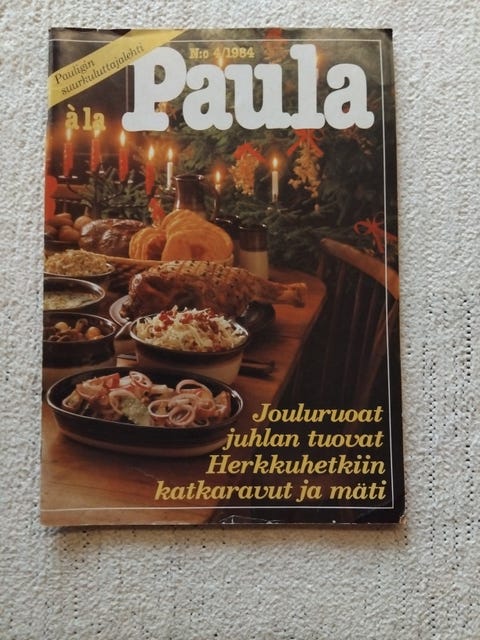 Pauligin
suurkuluttajalehti
N:o 4/1984
à la Paula
Jouluruoat
juhlan tuovat
Herkkuhetkiin
katkaravut ja mäti